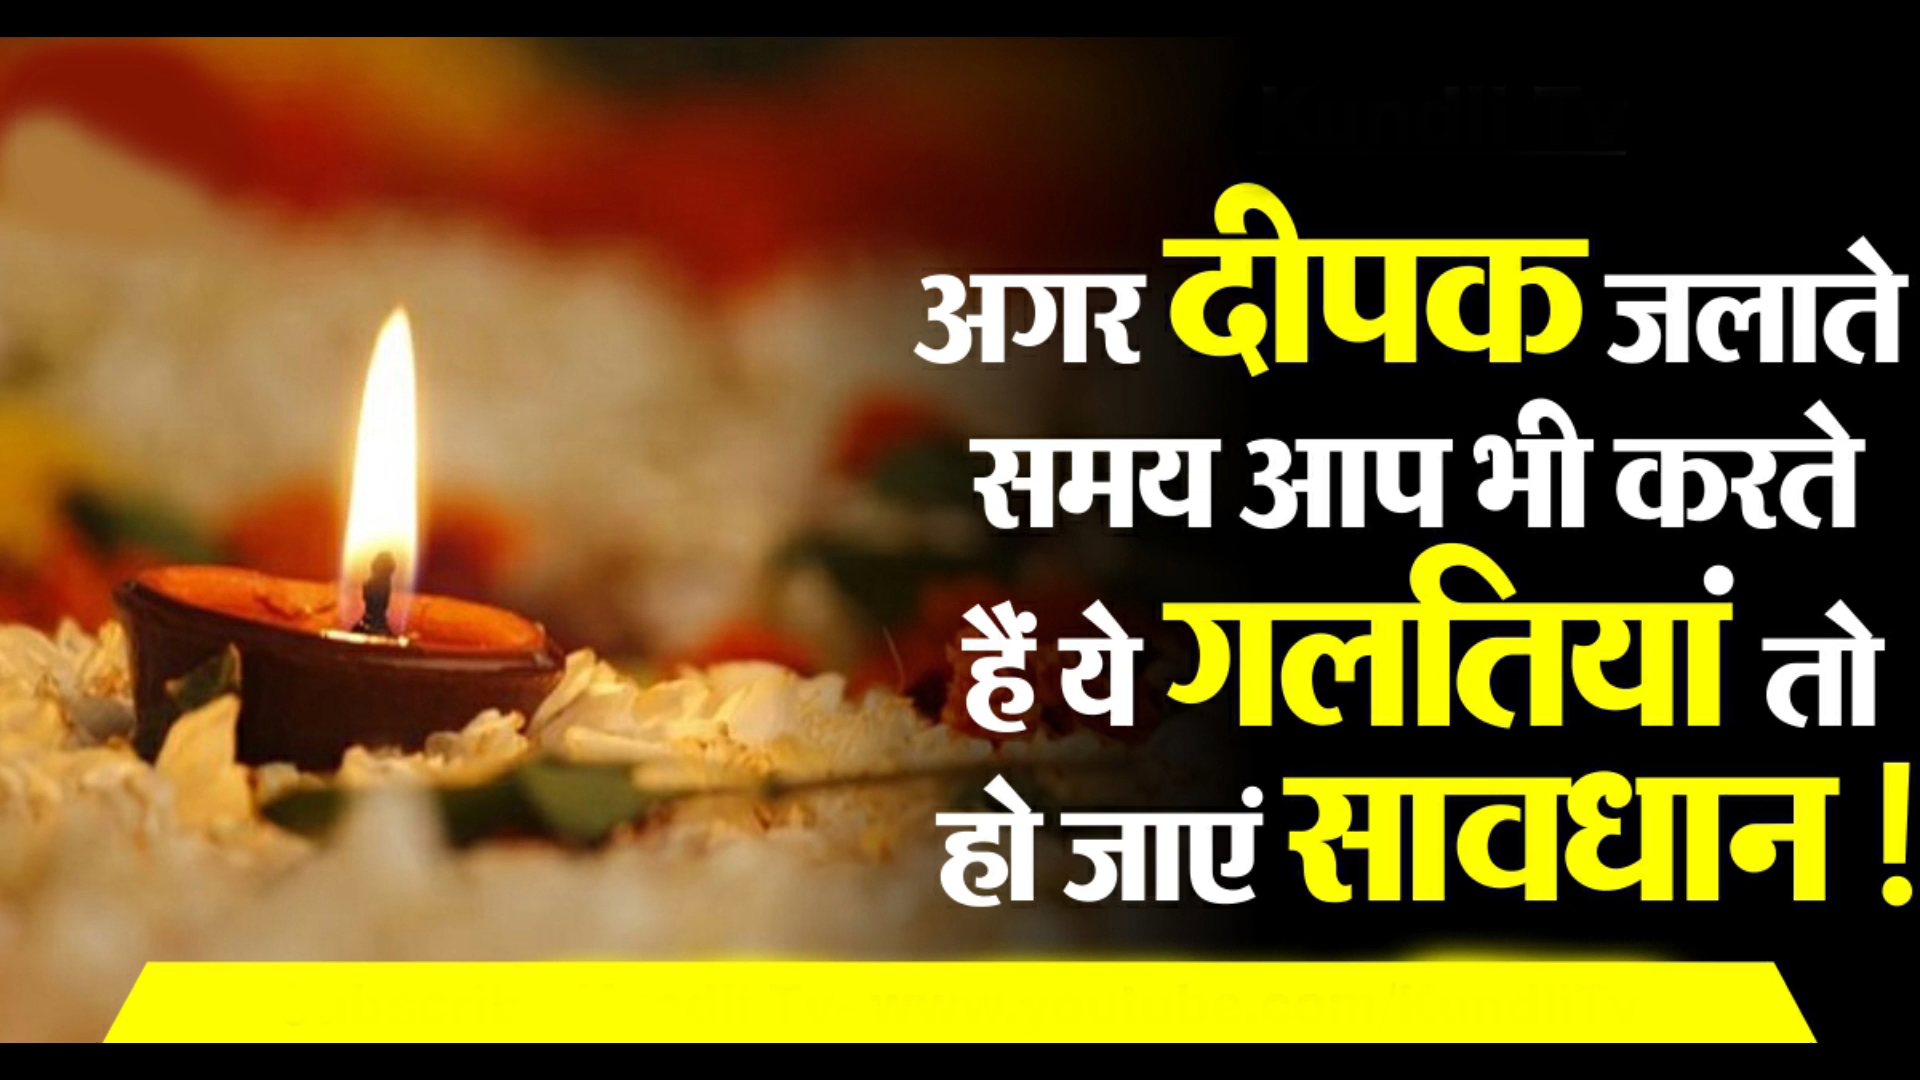 अगर दीपक जलाते
समय आप भी करते
हैं ये गलतियां तो
हो जाएं सावधान !